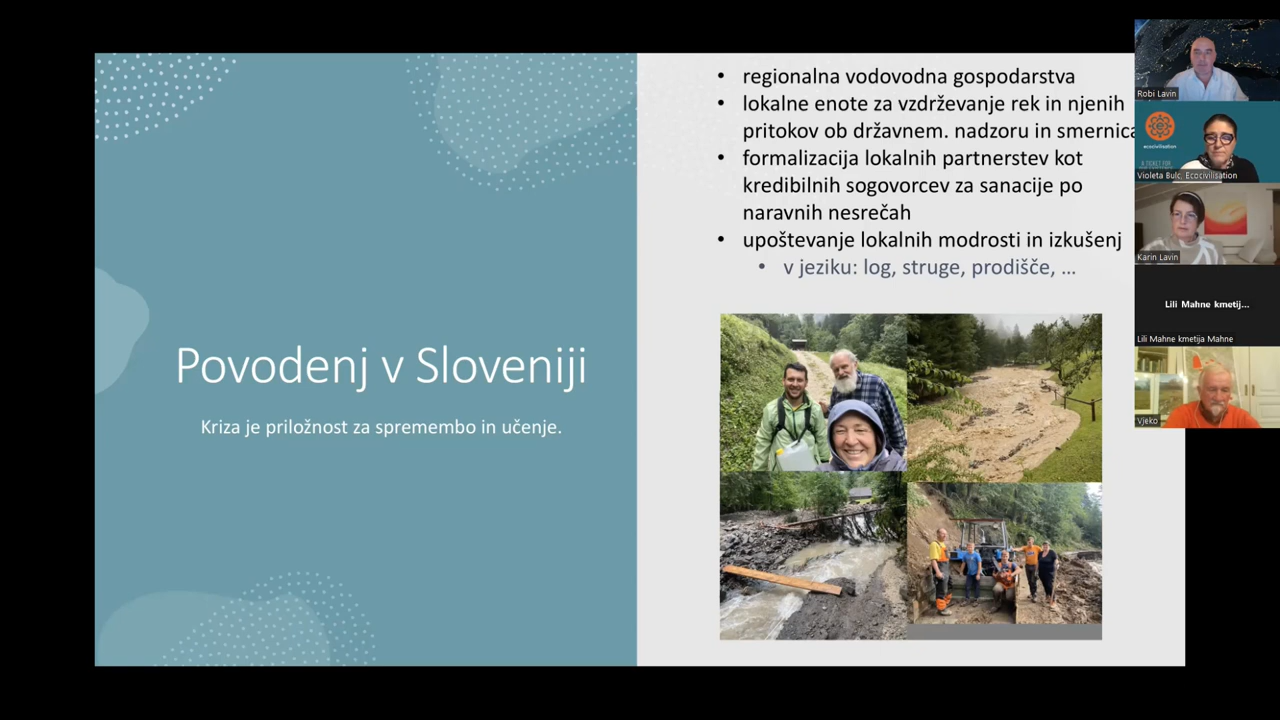 Povodenj v Sloveniji
Kriza je priložnost za spremembo in učenje.
• regionalna vodovodna gospodarstva
• lokalne enote za vzdrževanje rek in njenih
pritokov ob državnem. nadzoru in smernica
• formalizacija lokalnih partnerstev kot
kredibilnih sogovorcev za sanacije po
naravnih nesrečah
• upoštevanje lokalnih modrosti in izkušenj
• v jeziku: log, struge, prodišče, ...
Robi Lavin
ecocivilisation
A TICKET FOR
Violeta Bulc, Ecocivilisation
Karin Lavin
Lili Mahne kmetij...
Lili Mahne kmetija Mahne
Vjeko